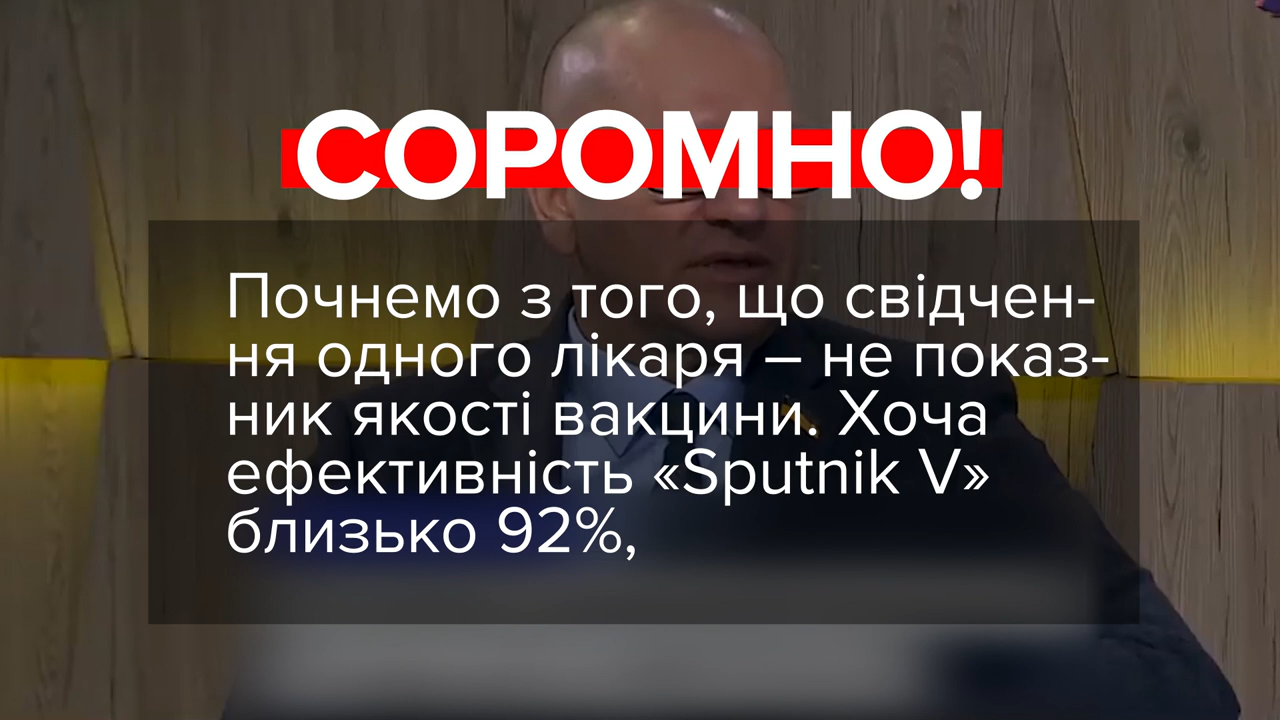 СОРОМНО!
Почнемо з того, що свідчен-
ня одного лікаря – не показ-
ник якості вакцини. Хоча
ефективність «Sputnik V»
близько 92%,